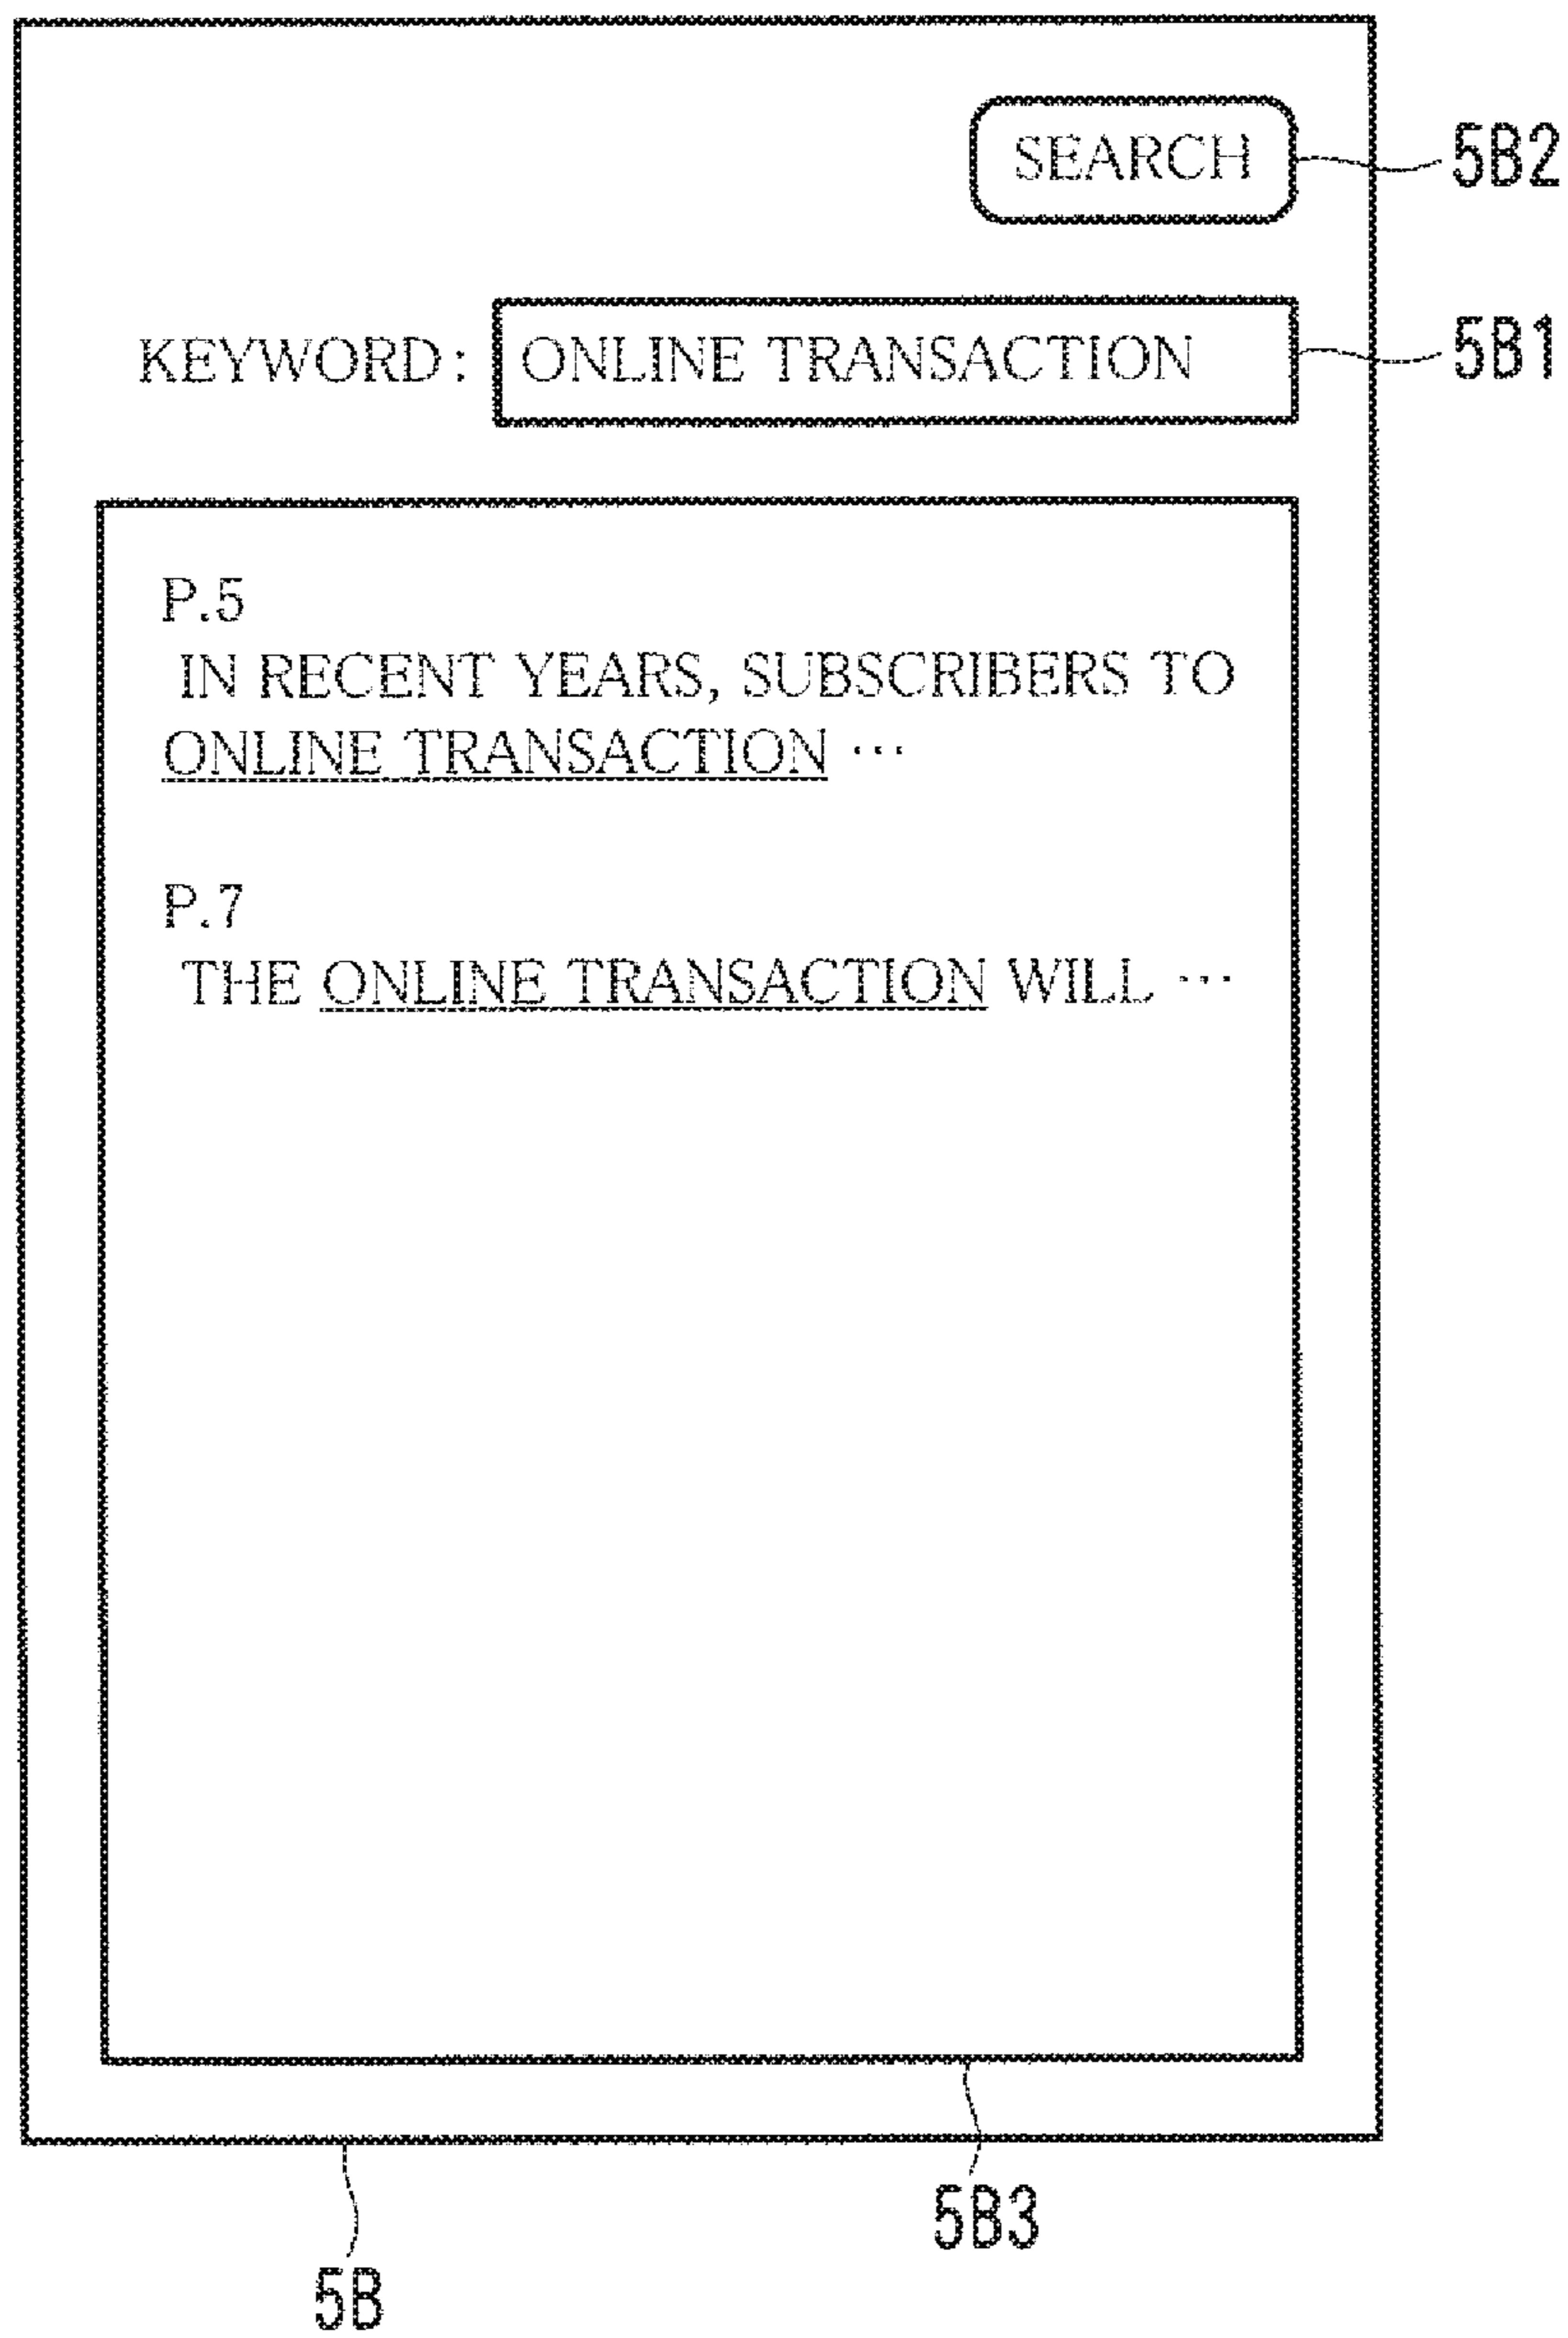 SEARCH 5B2
KEYWORD: ONLINE TRANSACTION 5B1
P.5
IN RECENT YEARS, SUBSCRIBERS TO
ONLINE TRANSACTION ...
P.7
THE ONLINE TRANSACTION WILL ...
5B3
5B